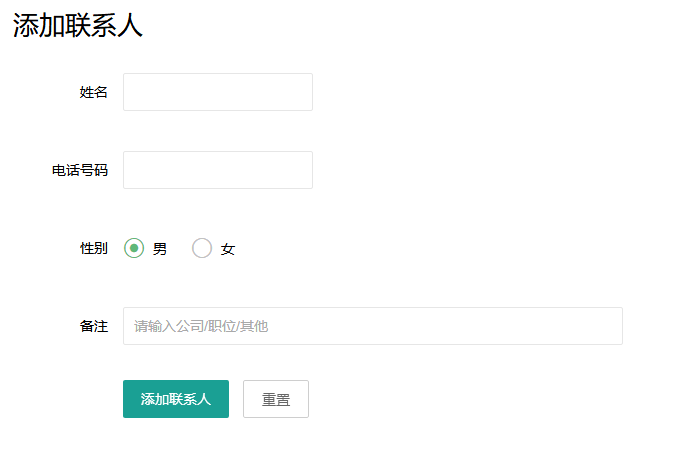 添加联系人
姓名
电话号码
性别 男 女
备注 请输入公司/职位/其他
添加联系人 重置